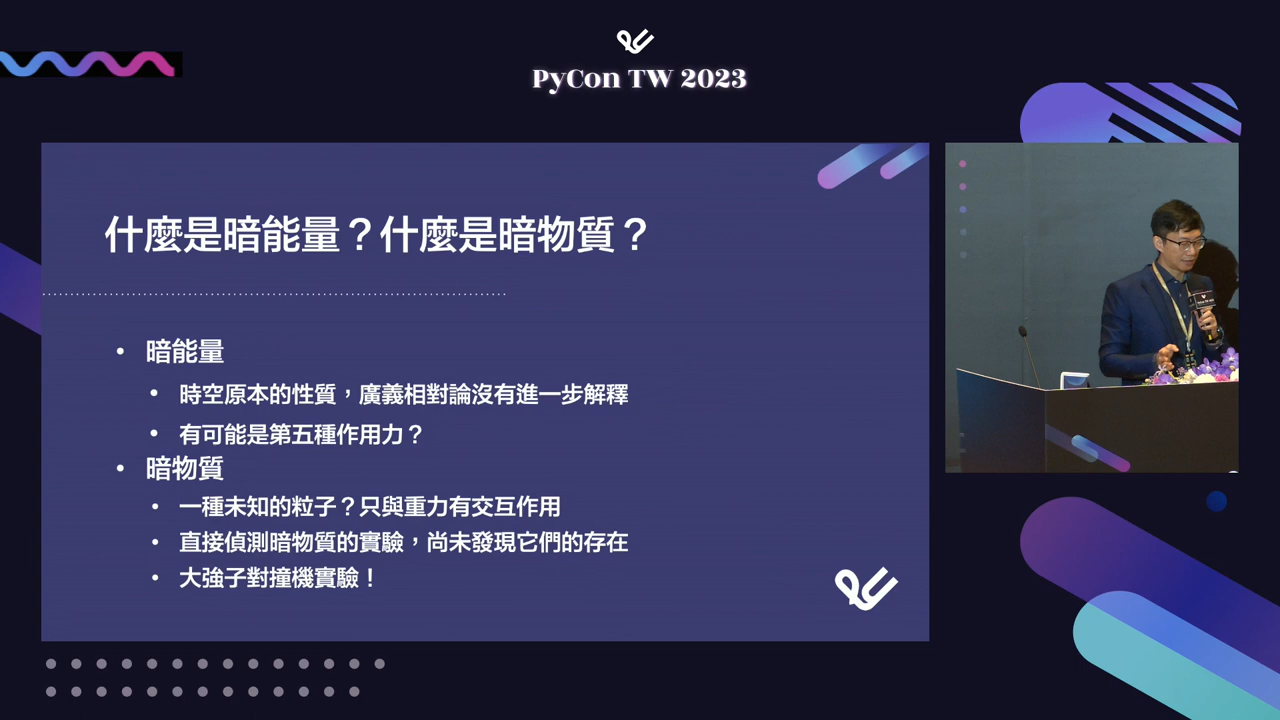 PyCon TW 2023
什麼是暗能量？什麼是暗物質？
• 暗能量
• 時空原本的性質，廣義相對論沒有進一步解釋
• 有可能是第五種作用力？
• 暗物質
• 一種未知的粒子？只與重力有交互作用
• 直接偵測暗物質的實驗，尚未發現它們的存在
• 大強子對撞機實驗！